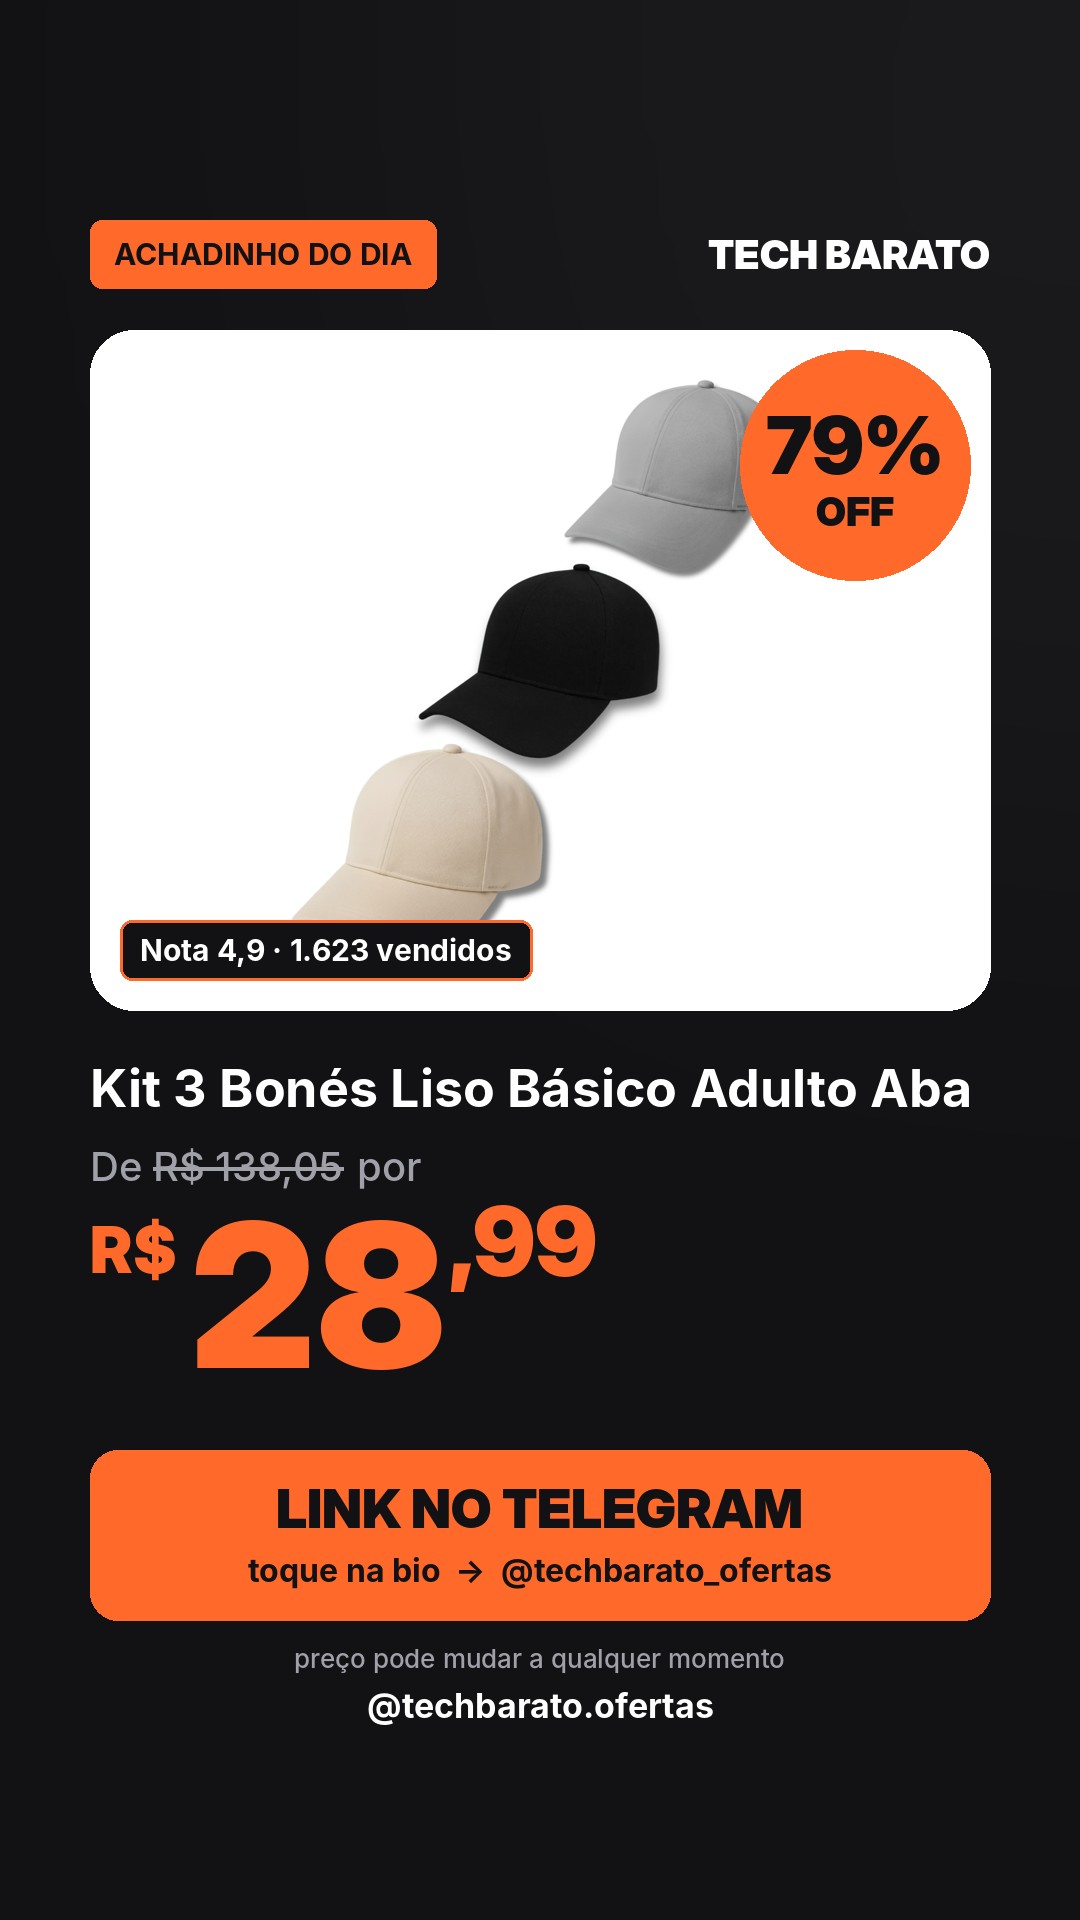 ACHADINHO DO DIA
TECH BARATO
79%
OFF
Nota 4,9 · 1.623 vendidos
Kit 3 Bonés Liso Básico Adulto Aba
De R$ 138,05 por
R$ 28,99
LINK NO TELEGRAM
toque na bio → @techbarato_ofertas
preço pode mudar a qualquer momento
@techbarato.ofertas